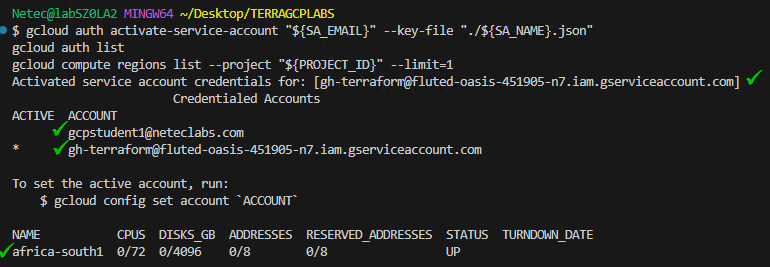 Netec@labSZ0LA2 MINGW64 ~/Desktop/TERRAGCPLABS
$ gcloud auth activate-service-account "${SA_EMAIL}" --key-file "./${SA_NAME}.json"
gcloud auth list
gcloud compute regions list --project "${PROJECT_ID}" --limit=1
Activated service account credentials for: [gh-terraform@fluted-oasis-451905-n7.iam.gserviceaccount.com]
Credentialed Accounts
ACTIVE  ACCOUNT
gcpstudent1@neteclabs.com
*       gh-terraform@fluted-oasis-451905-n7.iam.gserviceaccount.com
To set the active account, run:
$ gcloud config set account `ACCOUNT`
NAME  CPUS  DISKS_GB  ADDRESSES  RESERVED_ADDRESSES  STATUS  TURNDOWN_DATE
africa-south1  0/72  0/4096  0/8  0/8  UP